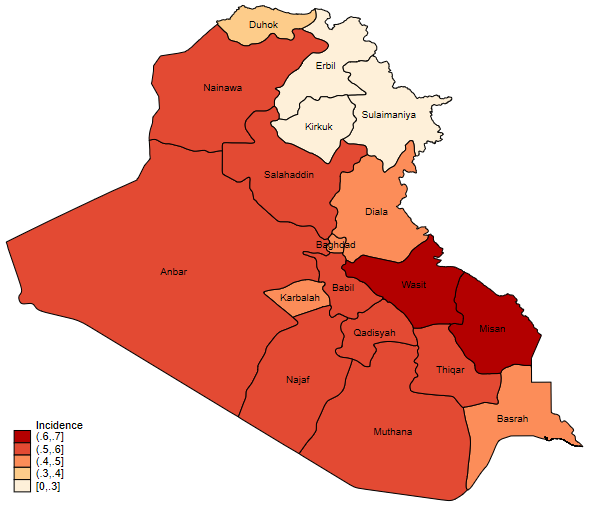 Duhok
Erbil
Nainawa
Sulaimaniya
Kirkuk
Salahaddin
Diala
Baghdad
Anbar
Wasit
Babil
Karbalah
Misan
Qadisyah
Thiqar
Najaf
Basrah
Muthana
Incidence
(.6,.7]
(.5,.6]
(.4,.5]
(.3,.4]
[0,.3]